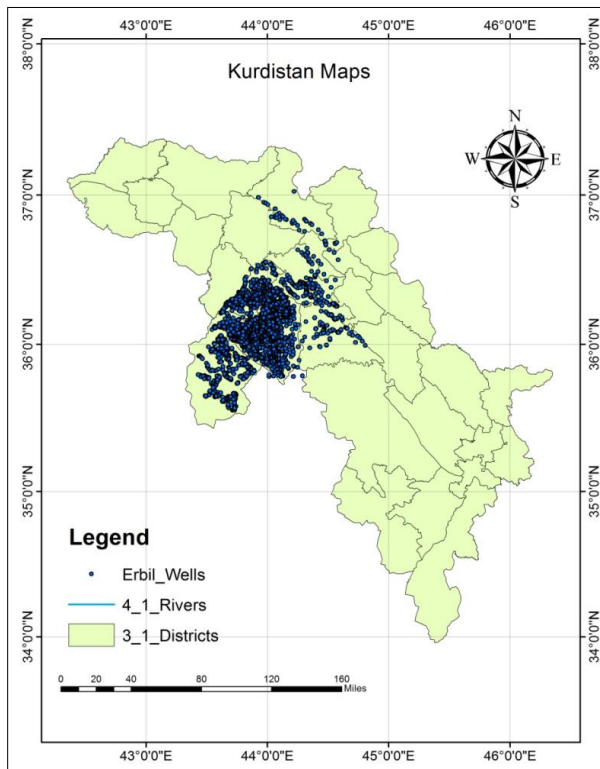 43°0'0"E 44°0'0"E 45°0'0"E 46°0'0"E
38°0'0"N 38°0'0"N
Kurdistan Maps
N
W E
S
37°0'0"N 37°0'0"N
36°0'0"N 36°0'0"N
35°0'0"N 35°0'0"N
Legend
Erbil_Wells
4_1_Rivers
3_1_Districts
34°0'0"N 34°0'0"N
0 20 40 80 120 160
Miles
43°0'0"E 44°0'0"E 45°0'0"E 46°0'0"E